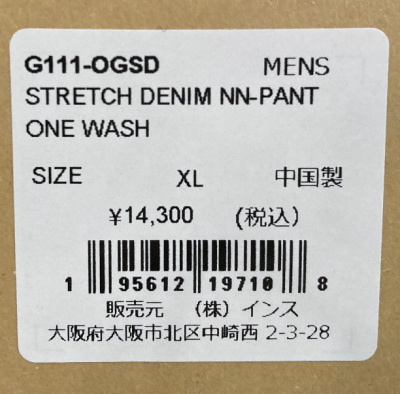 G111-OGSD MENS
STRETCH DENIM NN-PANT
ONE WASH
SIZE XL 中国製
¥14,300 (税込)
1 95612 19710 8
販売元 (株)インス
大阪府大阪市北区中崎西 2-3-28